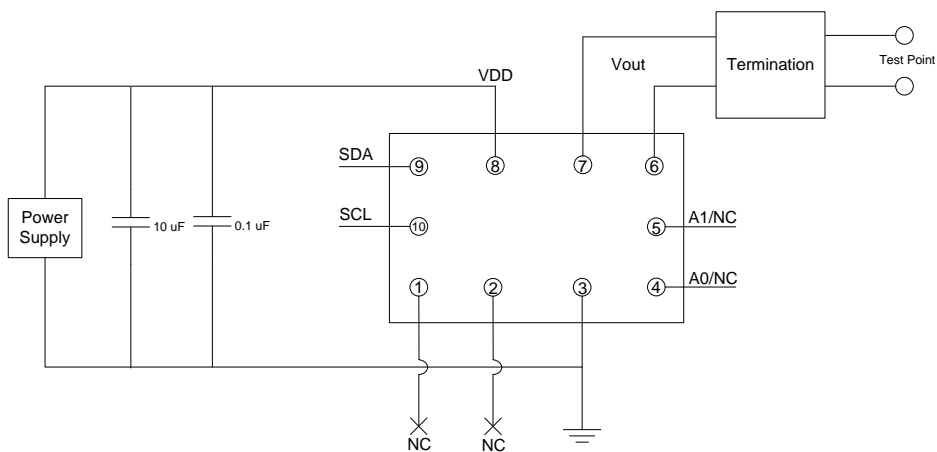 Vout
Termination
Test Point
VDD
SDA
9
8
7
6
Power
Supply
10 uF
0.1 uF
SCL
10
5
A1/NC
1
2
3
4
A0/NC
NC
NC